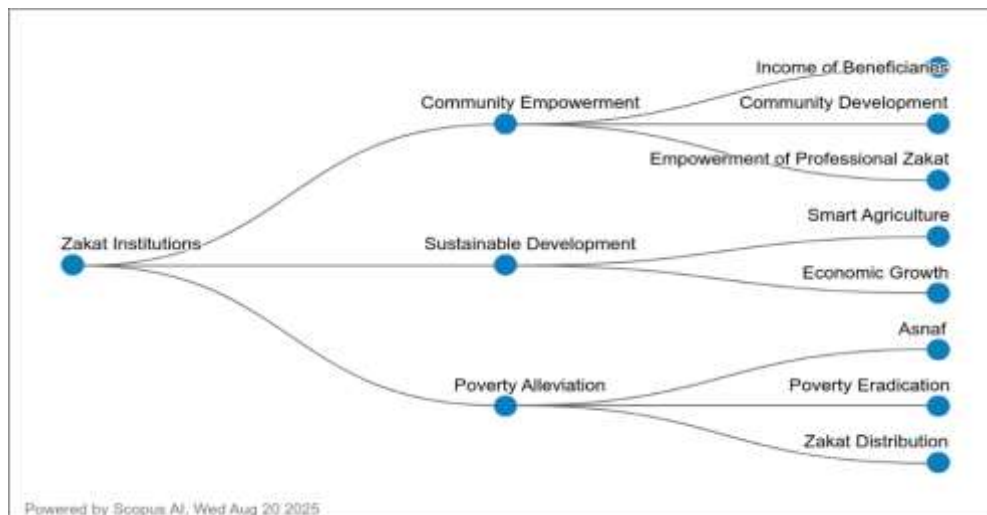 Income of Beneficiaries
Community Empowerment
Community Development
Empowerment of Professional Zakat
Smart Agriculture
Zakat Institutions
Sustainable Development
Economic Growth
Asnaf
Poverty Alleviation
Poverty Eradication
Zakat Distribution
Powered by Scopus AI, Wed Aug 20 2025